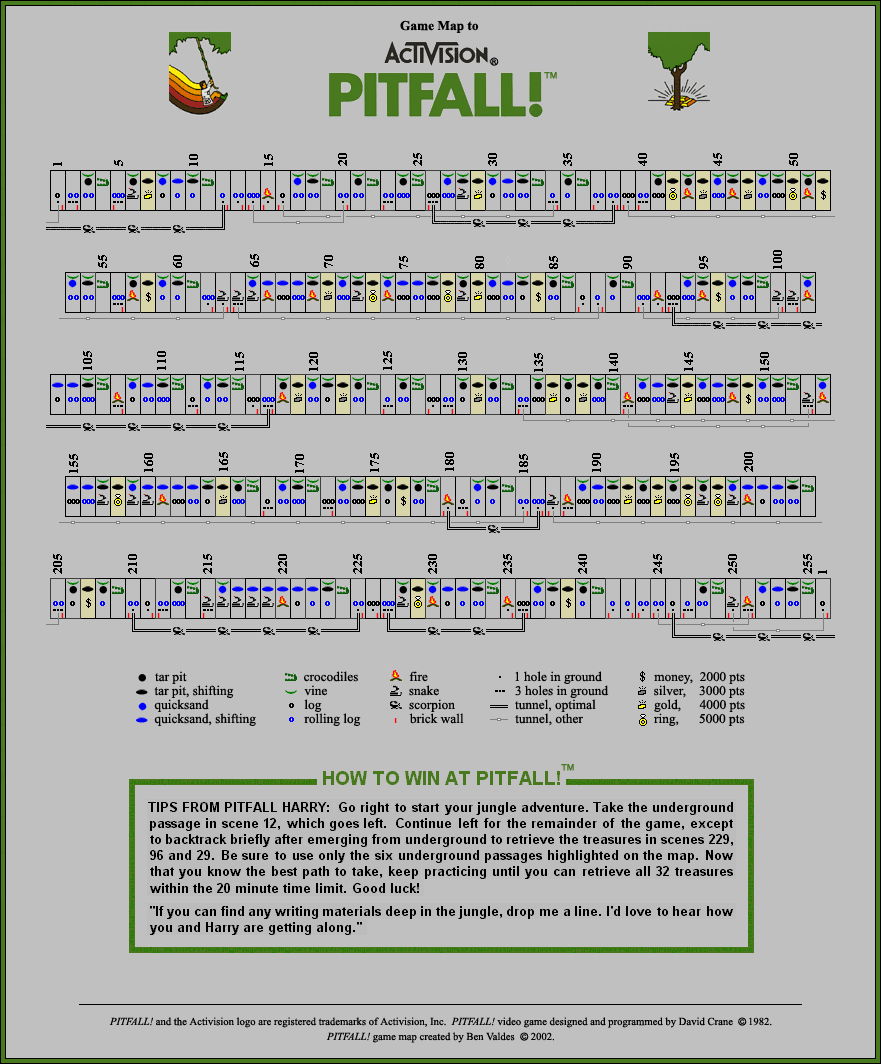 Game Map to
ACTIVISION®
PITFALL!™
1 5 10 15 20 25 30 35 40 45 50
55 60 65 70 75 80 85 90 95 100
105 110 115 120 125 130 135 140 145 150
155 160 165 170 175 180 185 190 195 200
205 210 215 220 225 230 235 240 245 250 255 1
tar pit crocodiles fire 1 hole in ground $ money, 2000 pts
tar pit, shifting vine snake 3 holes in ground silver, 3000 pts
quicksand log scorpion tunnel, optimal gold, 4000 pts
quicksand, shifting rolling log brick wall tunnel, other ring, 5000 pts
HOW TO WIN AT PITFALL!™
TIPS FROM PITFALL HARRY: Go right to start your jungle adventure. Take the underground
passage in scene 12, which goes left. Continue left for the remainder of the game, except
to backtrack briefly after emerging from underground to retrieve the treasures in scenes 229,
96 and 29. Be sure to use only the six underground passages highlighted on the map. Now
that you know the best path to take, keep practicing until you can retrieve all 32 treasures
within the 20 minute time limit. Good luck!
"If you can find any writing materials deep in the jungle, drop me a line. I'd love to hear how
you and Harry are getting along."
PITFALL! and the Activision logo are registered trademarks of Activision, Inc. PITFALL! video game designed and programmed by David Crane © 1982.
PITFALL! game map created by Ben Valdes © 2002.